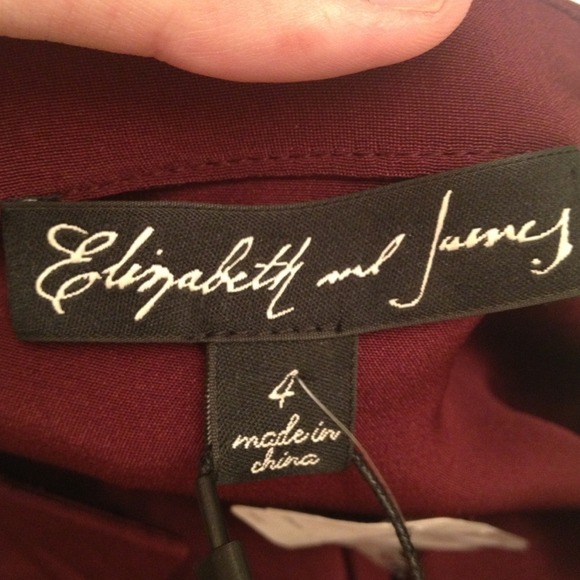 Elizabeth and James
4
made in
china